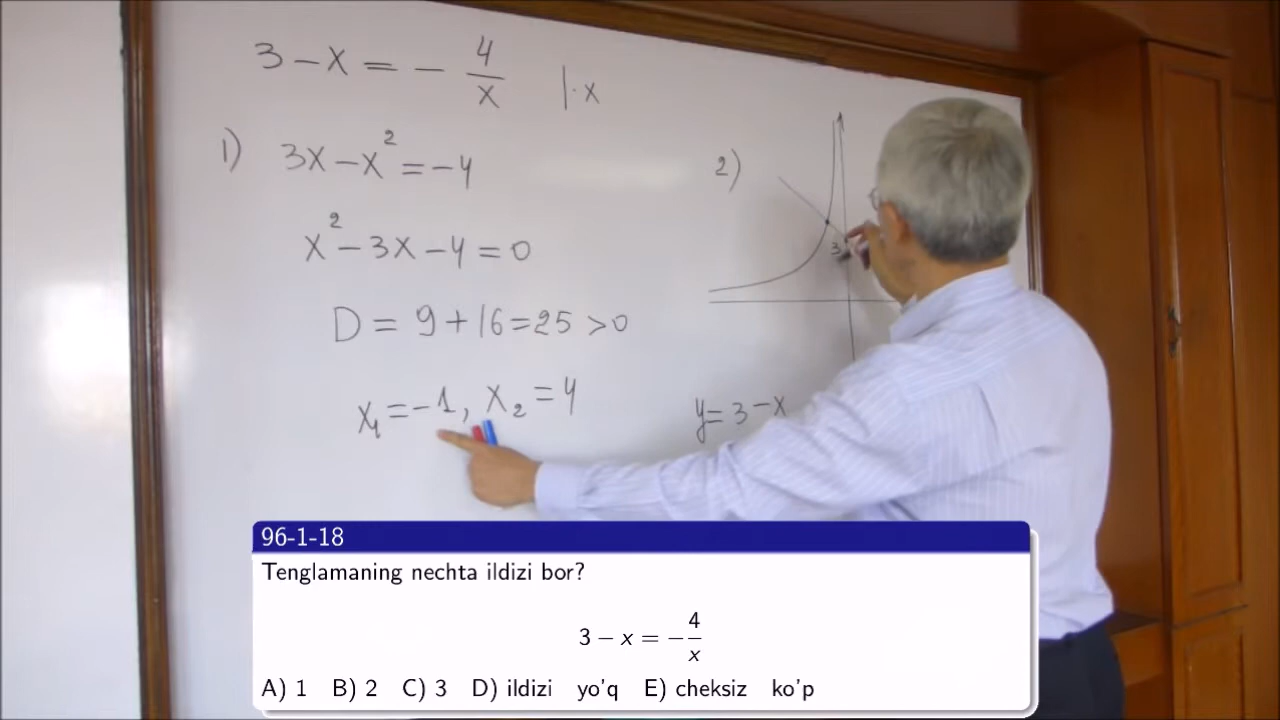 3 - x = - 4/x |·x
1) 3x - x² = -4
x² - 3x - 4 = 0
D = 9 + 16 = 25 > 0
x₁ = -1, x₂ = 4
2)
3
y = 3 - x
96-1-18
Tenglamaning nechta ildizi bor?
3 − x = − 4/x
A) 1 B) 2 C) 3 D) ildizi yo'q E) cheksiz ko'p